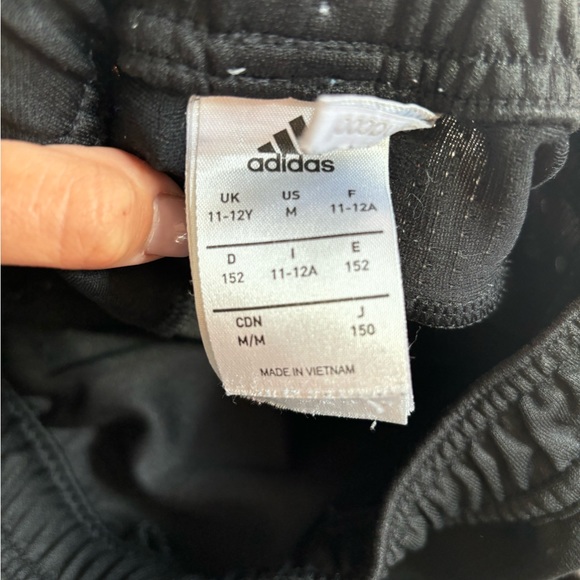 adidas
UK US F
11-12Y M 11-12A
D I E
152 11-12A 152
CDN J
M/M 150
MADE IN VIETNAM